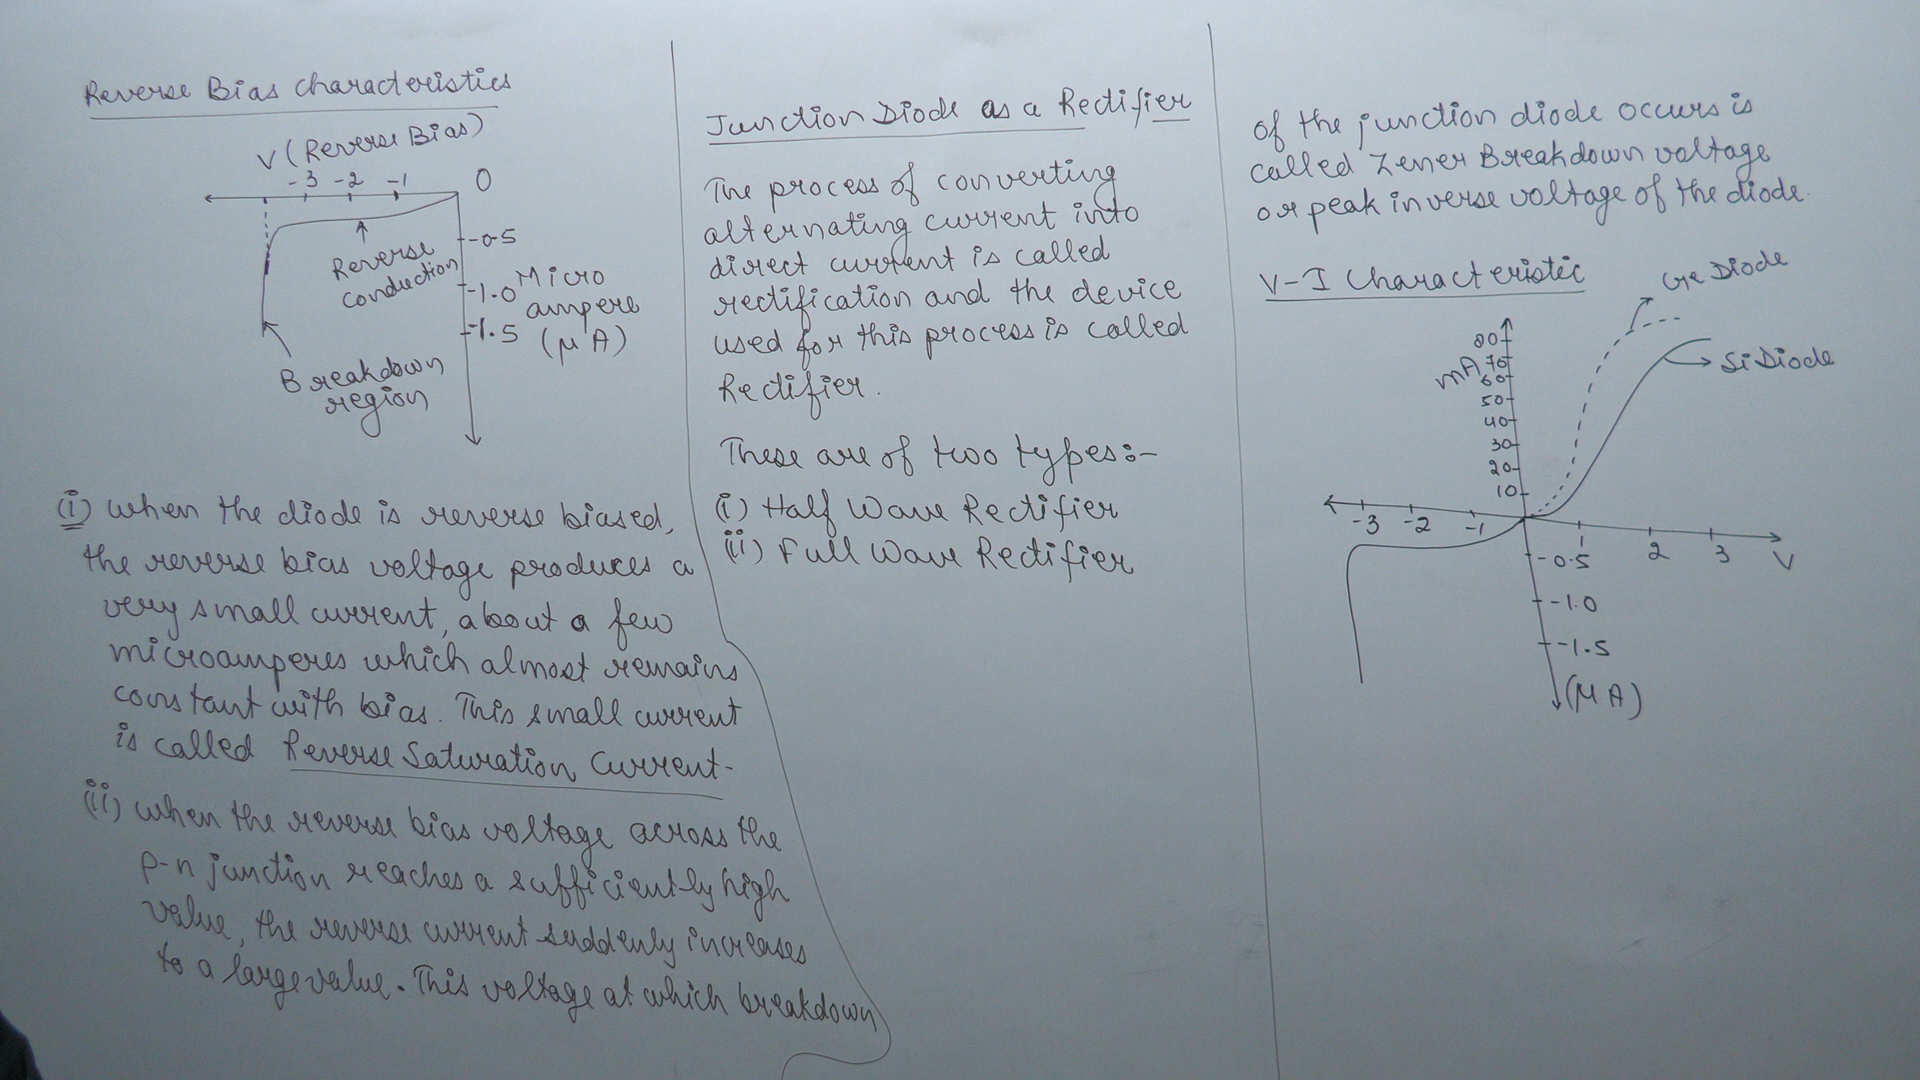 Reverse Bias Characteristics
V (Reverse Bias)
-3 -2 -1 0
-0.5
Reverse
conduction
-1.0 Micro
ampere
-1.5 (μA)
Breakdown
region
(i) when the diode is reverse biased,
the reverse bias voltage produces a
very small current, about a few
microamperes which almost remains
constant with bias. This small current
is called Reverse Saturation Current-
(ii) when the reverse bias voltage across the
p-n junction reaches a sufficiently high
value, the reverse current suddenly increases
to a large value. This voltage at which breakdown
of the junction diode occurs is
called Zener Breakdown voltage
or peak inverse voltage of the diode.
Junction Diode as a Rectifier
The process of converting
alternating current into
direct current is called
rectification and the device
used for this process is called
Rectifier.
These are of two types:-
(i) Half Wave Rectifier
(ii) Full Wave Rectifier
V-I Characteristic
Ge Diode
Si Diode
mA
80
70
60
50
40
30
20
10
-3 -2 -1 1 2 3 V
-0.5
-1.0
-1.5
(μA)